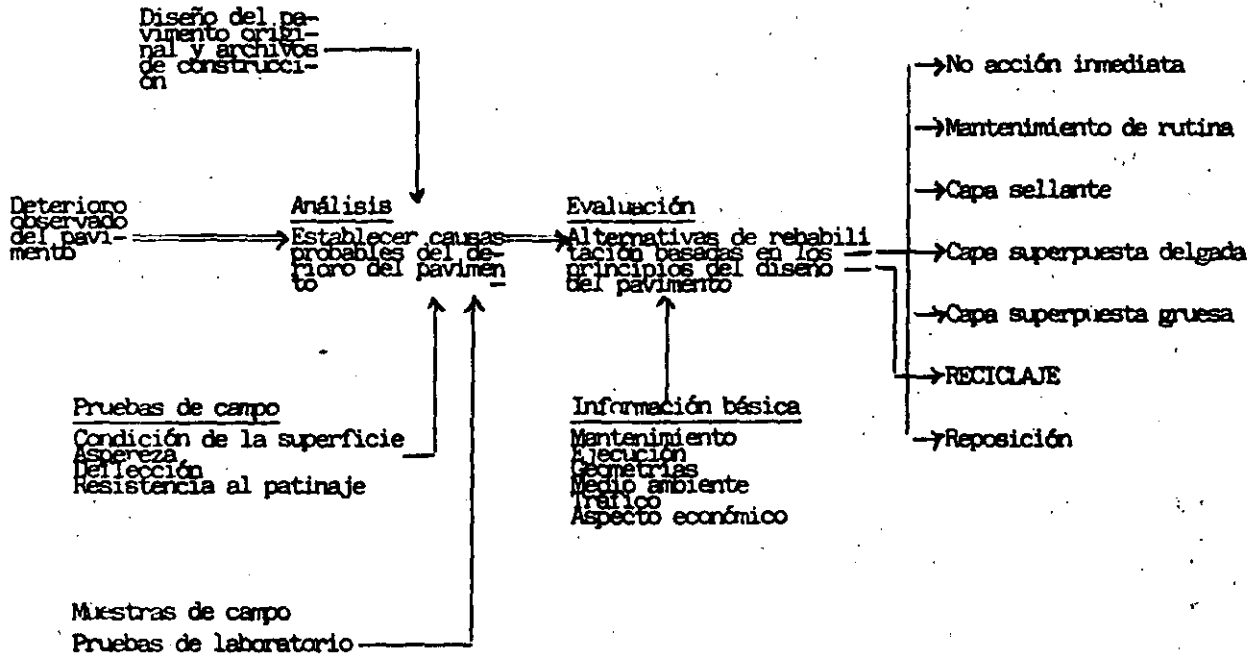 Diseño del pa-
vimento origi-
nal y archivos
de construcci-
ón
Deterioro
observado
del pavi-
mento
Análisis
Establecer causas
probables del de-
rioro del pavimen
to
Evaluación
Alternativas de rebabili
tación basadas en los
principios del diseño
del pavimento
No acción inmediata
Mantenimiento de rutina
Capa sellante
Capa superpuesta delgada
Capa superpuesta gruesa
RECICLAJE
Reposición
Pruebas de campo
Condición de la superficie
Aspereza
Deflección
Resistencia al patinaje
Información básica
Mantenimiento
Ejecución
Geometrías
Medio ambiente
Tráfico
Aspecto económico
Muestras de campo
Pruebas de laboratorio